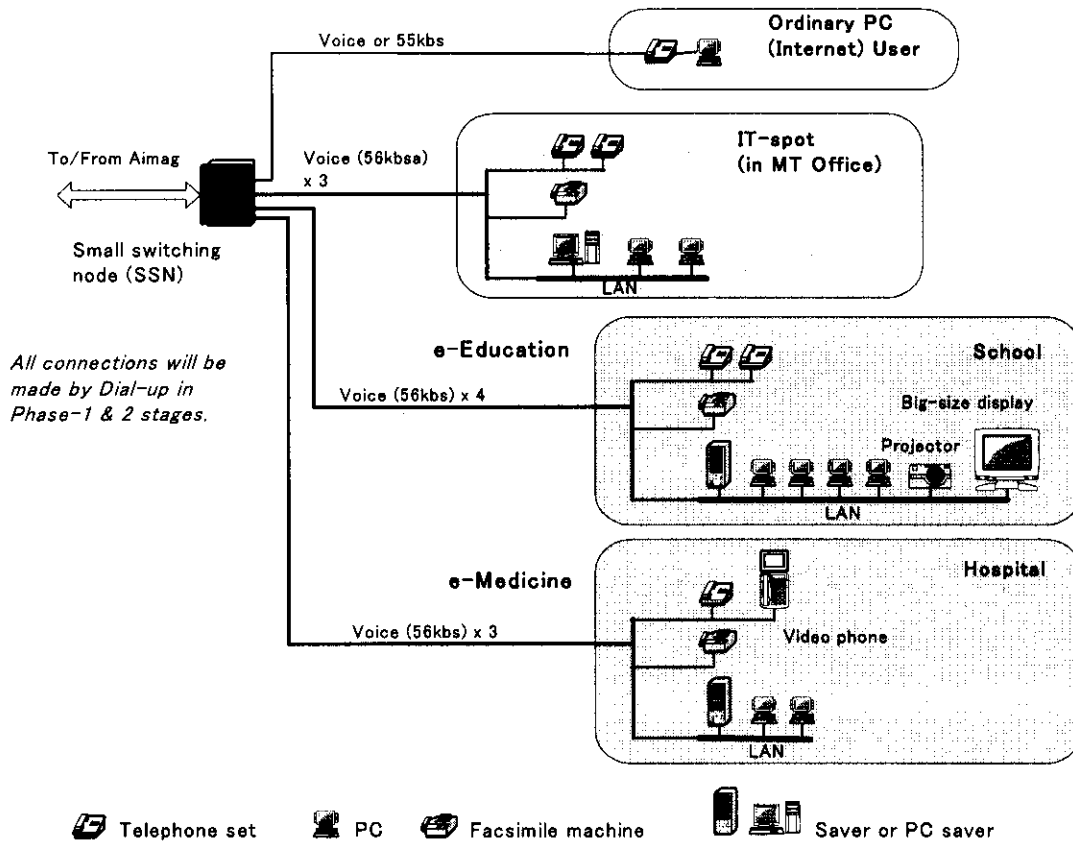 Ordinary PC
(Internet) User
Voice or 55kbs
IT-spot
(in MT Office)
To/From Aimag
Voice (56kbsa)
x 3
Small switching
node (SSN)
LAN
All connections will be
made by Dial-up in
Phase-1 & 2 stages.
e-Education
School
Voice (56kbs) x 4
Big-size display
Projector
LAN
e-Medicine
Hospital
Voice (56kbs) x 3
Video phone
LAN
Telephone set
PC
Facsimile machine
Saver or PC saver